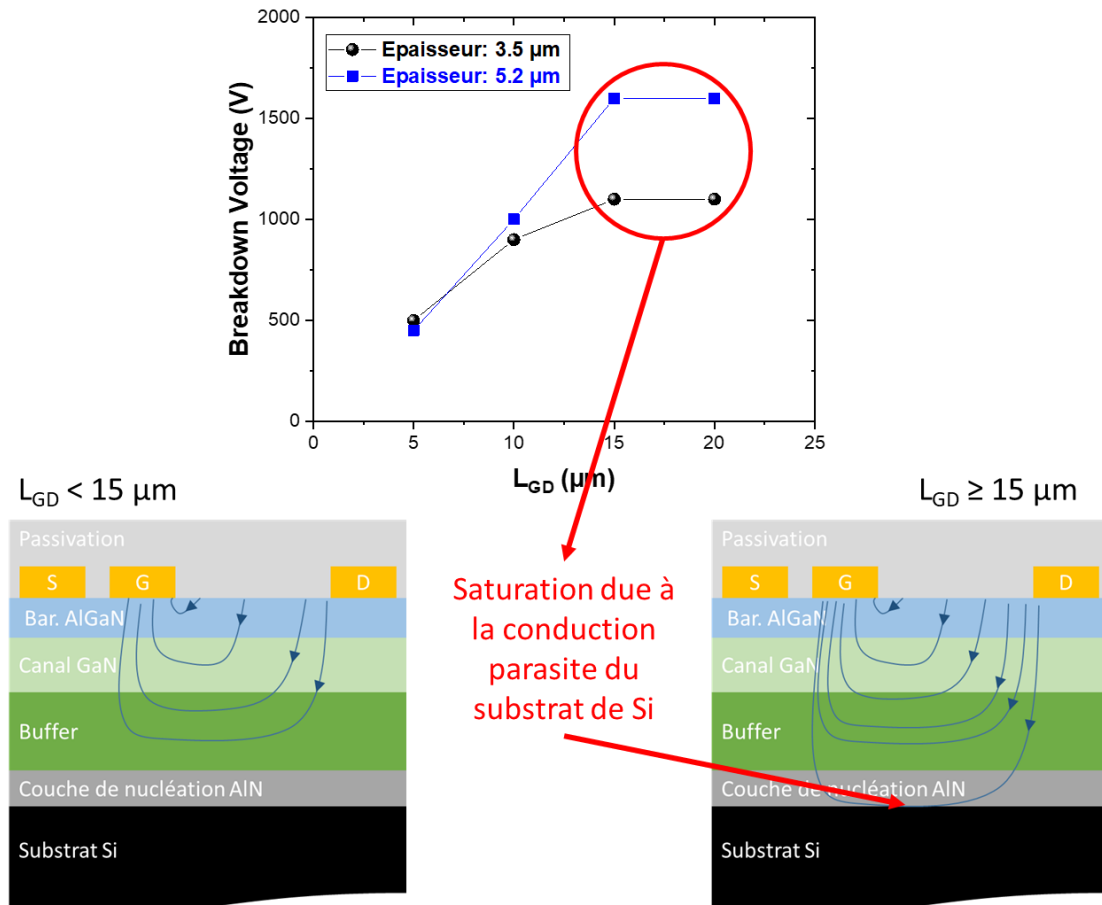 2000
1500
1000
500
0
Breakdown Voltage (V)
Epaisseur: 3.5 µm
Epaisseur: 5.2 µm
0 5 10 15 20 25
L_GD (µm)
L_GD < 15 µm
Passivation
S G D
Bar. AlGaN
Canal GaN
Buffer
Couche de nucléation AlN
Substrat Si
Saturation due à
la conduction
parasite du
substrat de Si
L_GD ≥ 15 µm
Passivation
S G D
Bar. AlGaN
Canal GaN
Buffer
Couche de nucléation AlN
Substrat Si